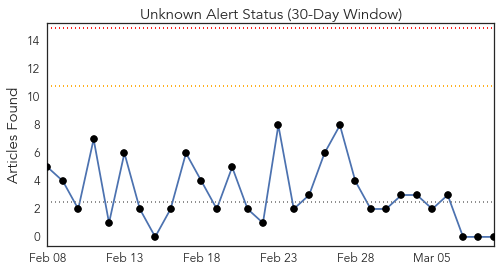 Unknown Alert Status (30-Day Window)
Articles Found
14
12
10
8
6
4
2
0
Feb 08 Feb 13 Feb 18 Feb 23 Feb 28 Mar 05